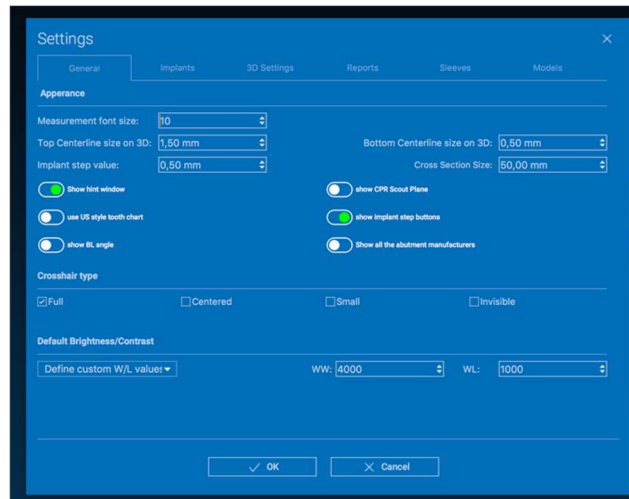 Settings
General Implants 3D Settings Reports Sleeves Models
Apperance
Measurement font size: 10
Top Centerline size on 3D: 1,50 mm Bottom Centerline size on 3D: 0,50 mm
Implant step value: 0,50 mm Cross Section Size: 50,00 mm
Show hint window show CPR Scout Plane
use US style tooth chart show implant step buttons
show BL angle Show all the abutment manufacturers
Crosshair type
Full Centered Small Invisible
Default Brightness/Contrast
Define custom W/L values WW: 4000 WL: 1000
OK Cancel